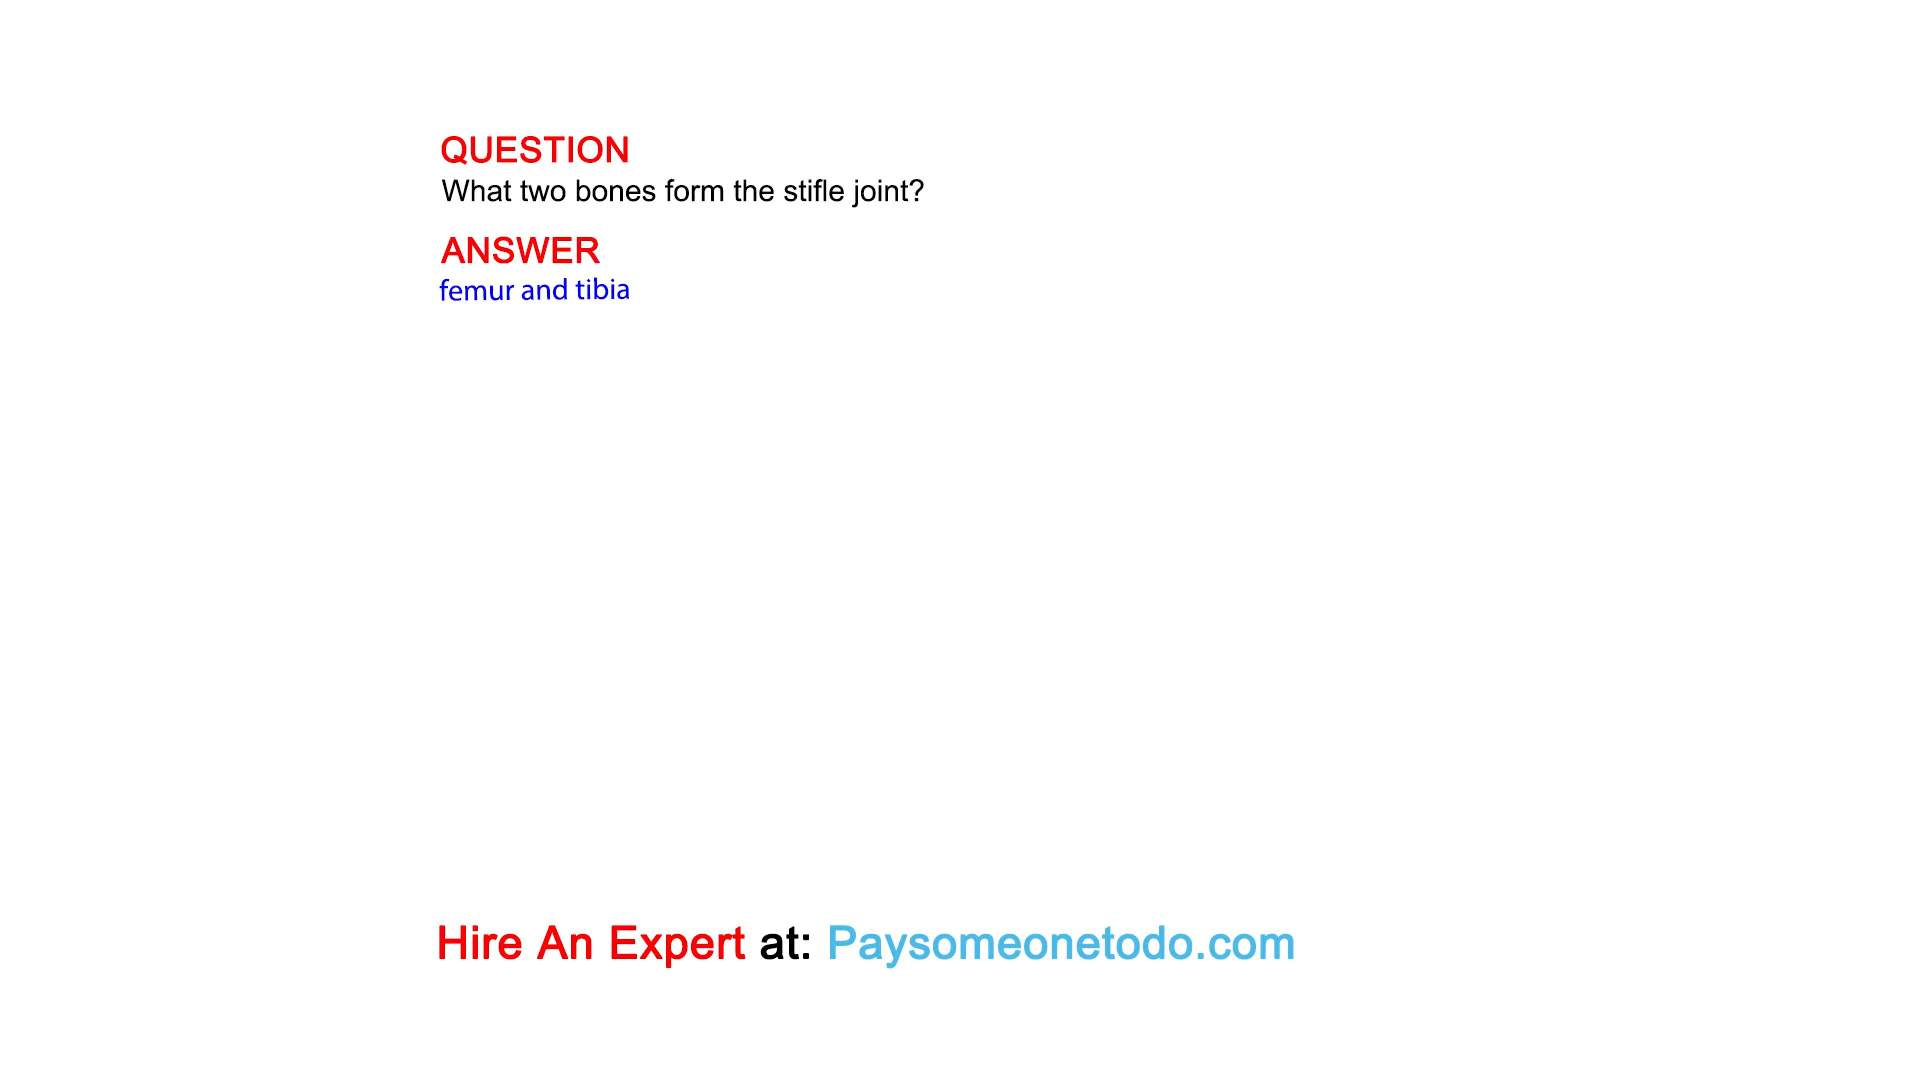 QUESTION
What two bones form the stifle joint?
ANSWER
femur and tibia
Hire An Expert at: Paysomeonetodo.com